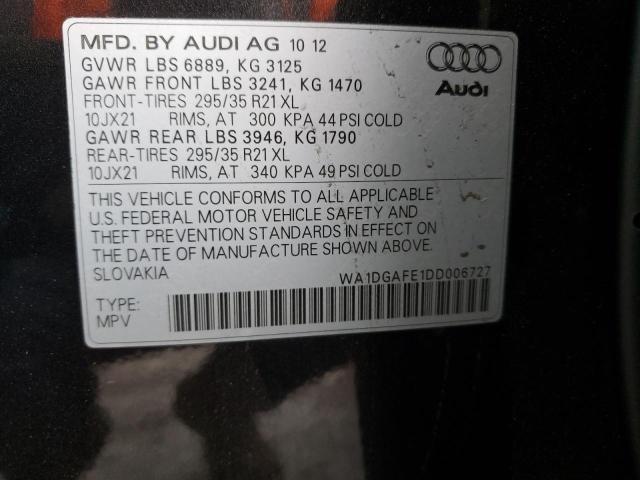 MFD. BY AUDI AG 10 12
GVWR LBS 6889, KG 3125
GAWR FRONT LBS 3241, KG 1470
FRONT-TIRES 295/35 R21 XL
10JX21 RIMS, AT 300 KPA 44 PSI COLD
GAWR REAR LBS 3946, KG 1790
REAR-TIRES 295/35 R21 XL
10JX21 RIMS, AT 340 KPA 49 PSI COLD
Audi
THIS VEHICLE CONFORMS TO ALL APPLICABLE
U.S. FEDERAL MOTOR VEHICLE SAFETY AND
THEFT PREVENTION STANDARDS IN EFFECT ON
THE DATE OF MANUFACTURE SHOWN ABOVE.
SLOVAKIA
WA1DGAFE1DD006727
TYPE:
MPV